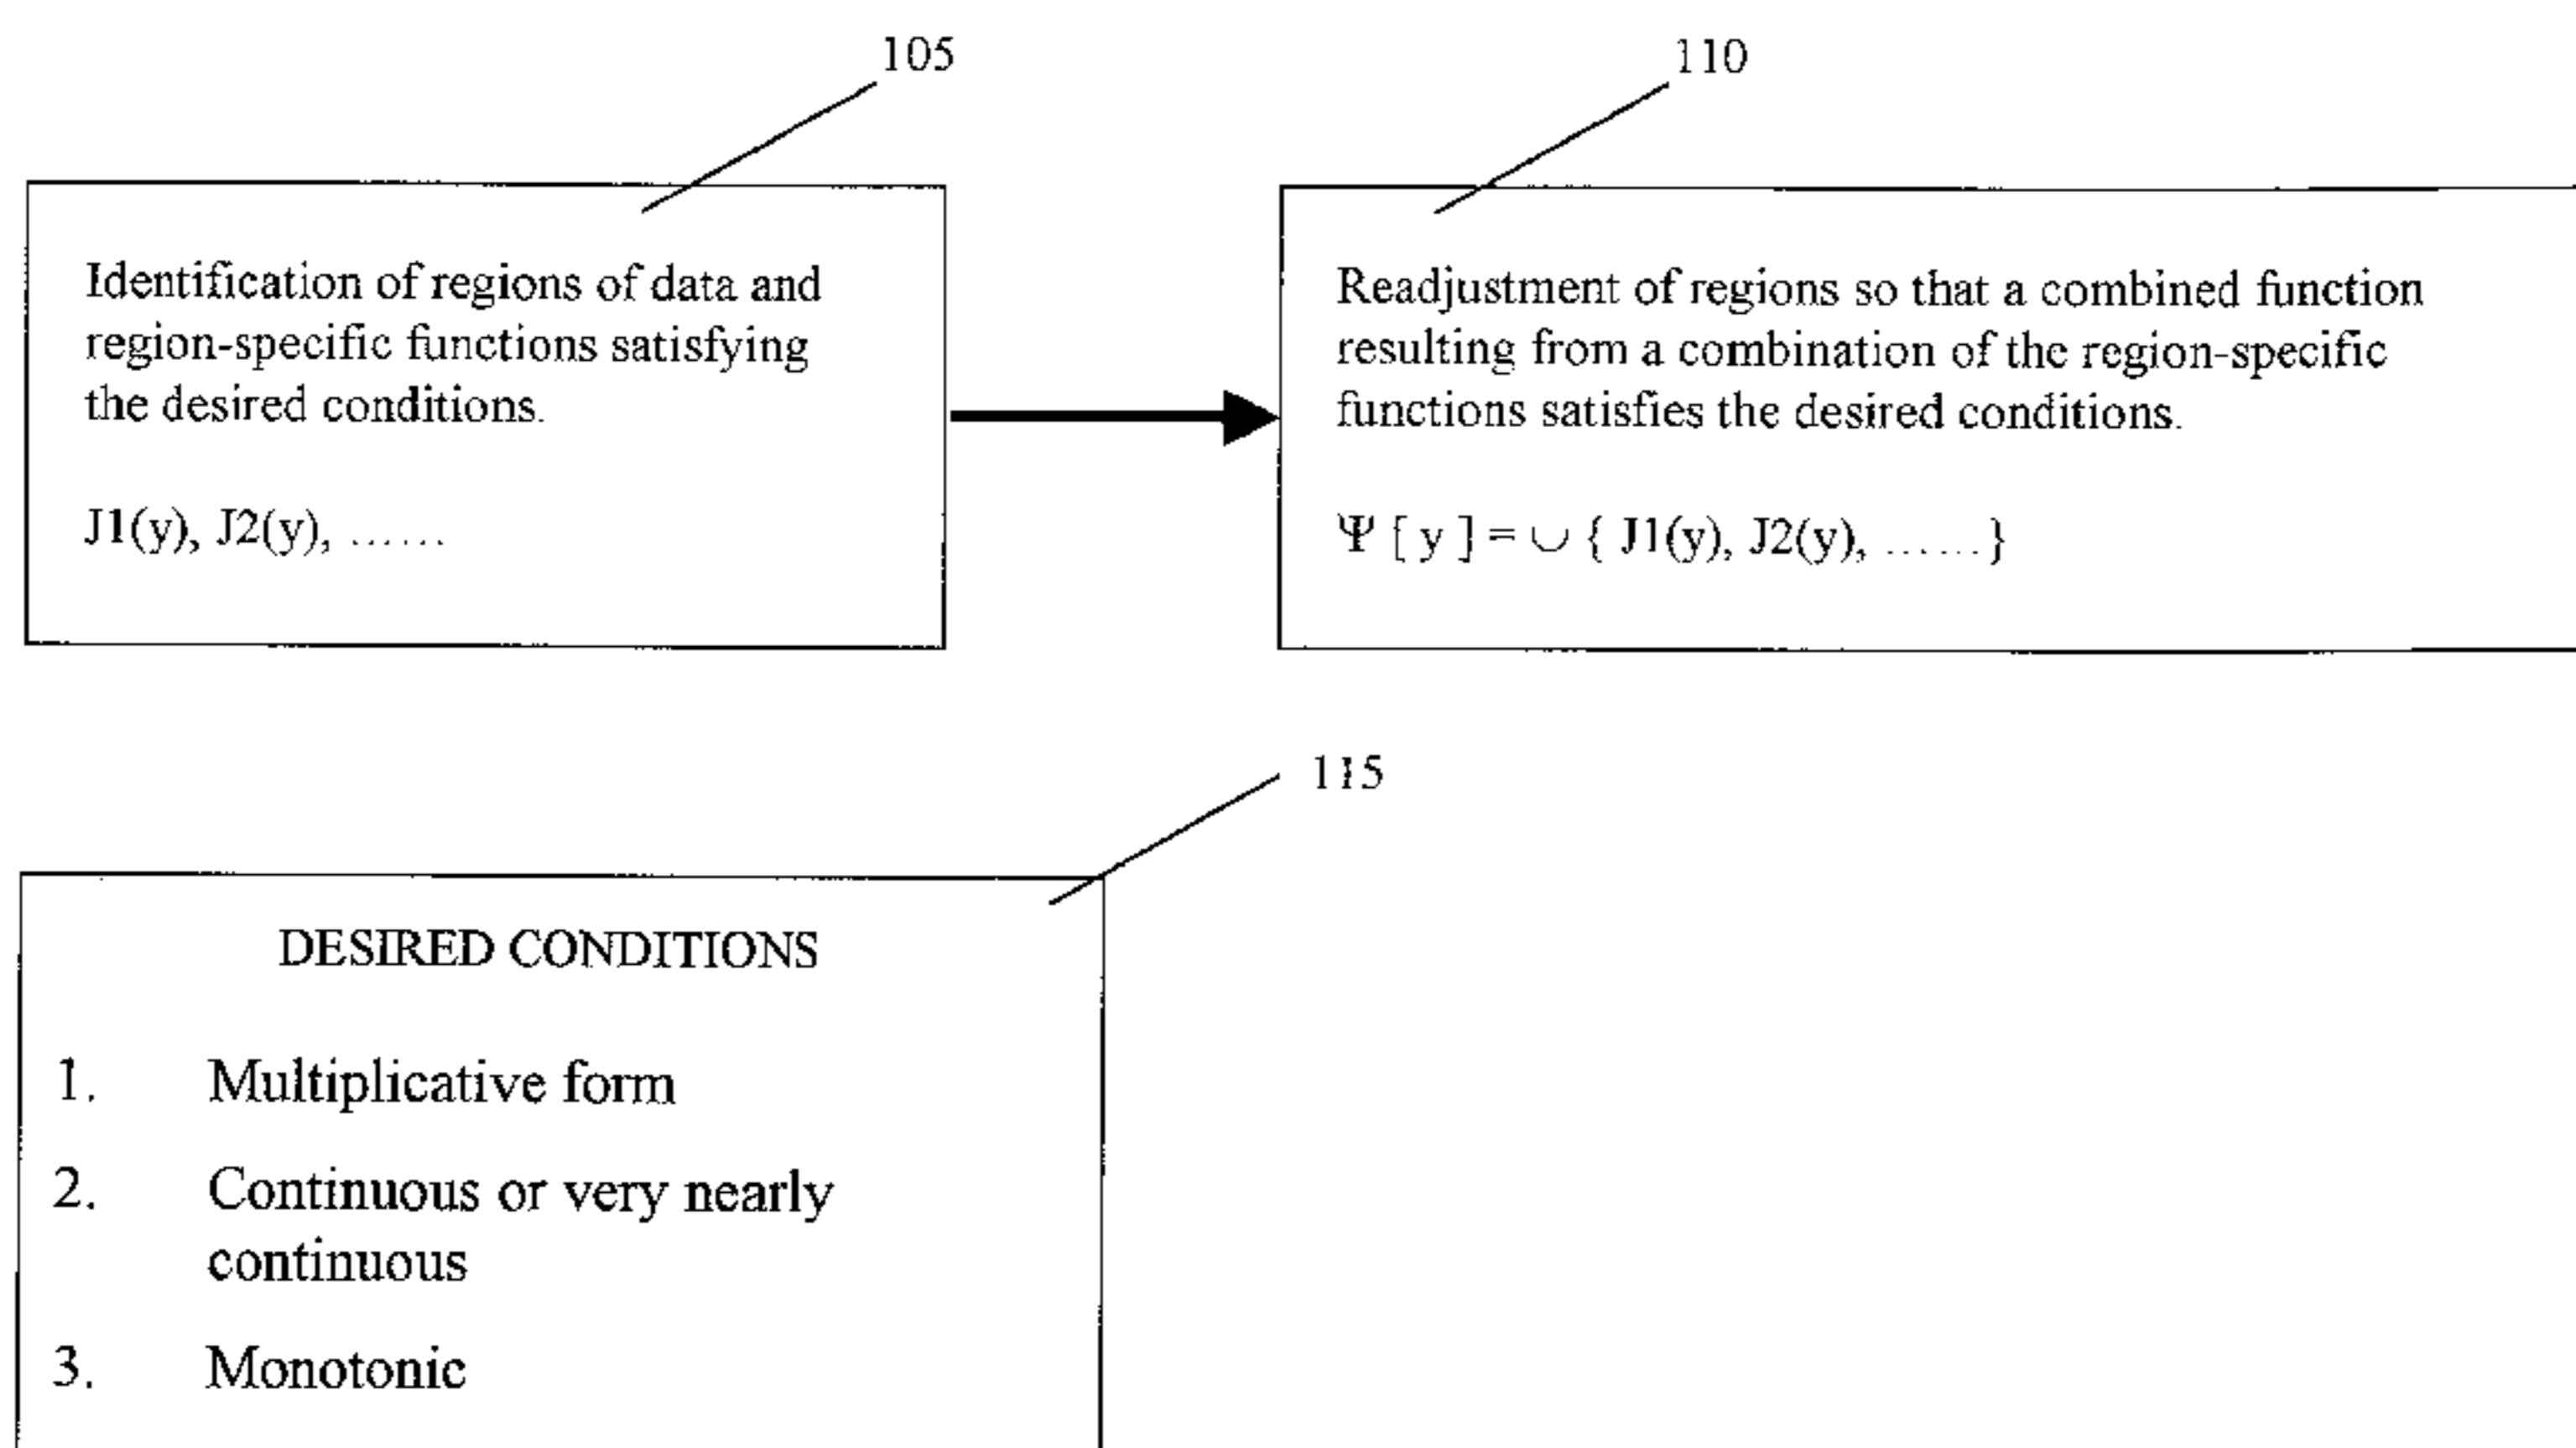 105
110
Identification of regions of data and
region-specific functions satisfying
the desired conditions.
J1(y), J2(y), ……
Readjustment of regions so that a combined function
resulting from a combination of the region-specific
functions satisfies the desired conditions.
Ψ [ y ] = ∪ { J1(y), J2(y), …… }
115
DESIRED CONDITIONS
1. Multiplicative form
2. Continuous or very nearly
continuous
3. Monotonic